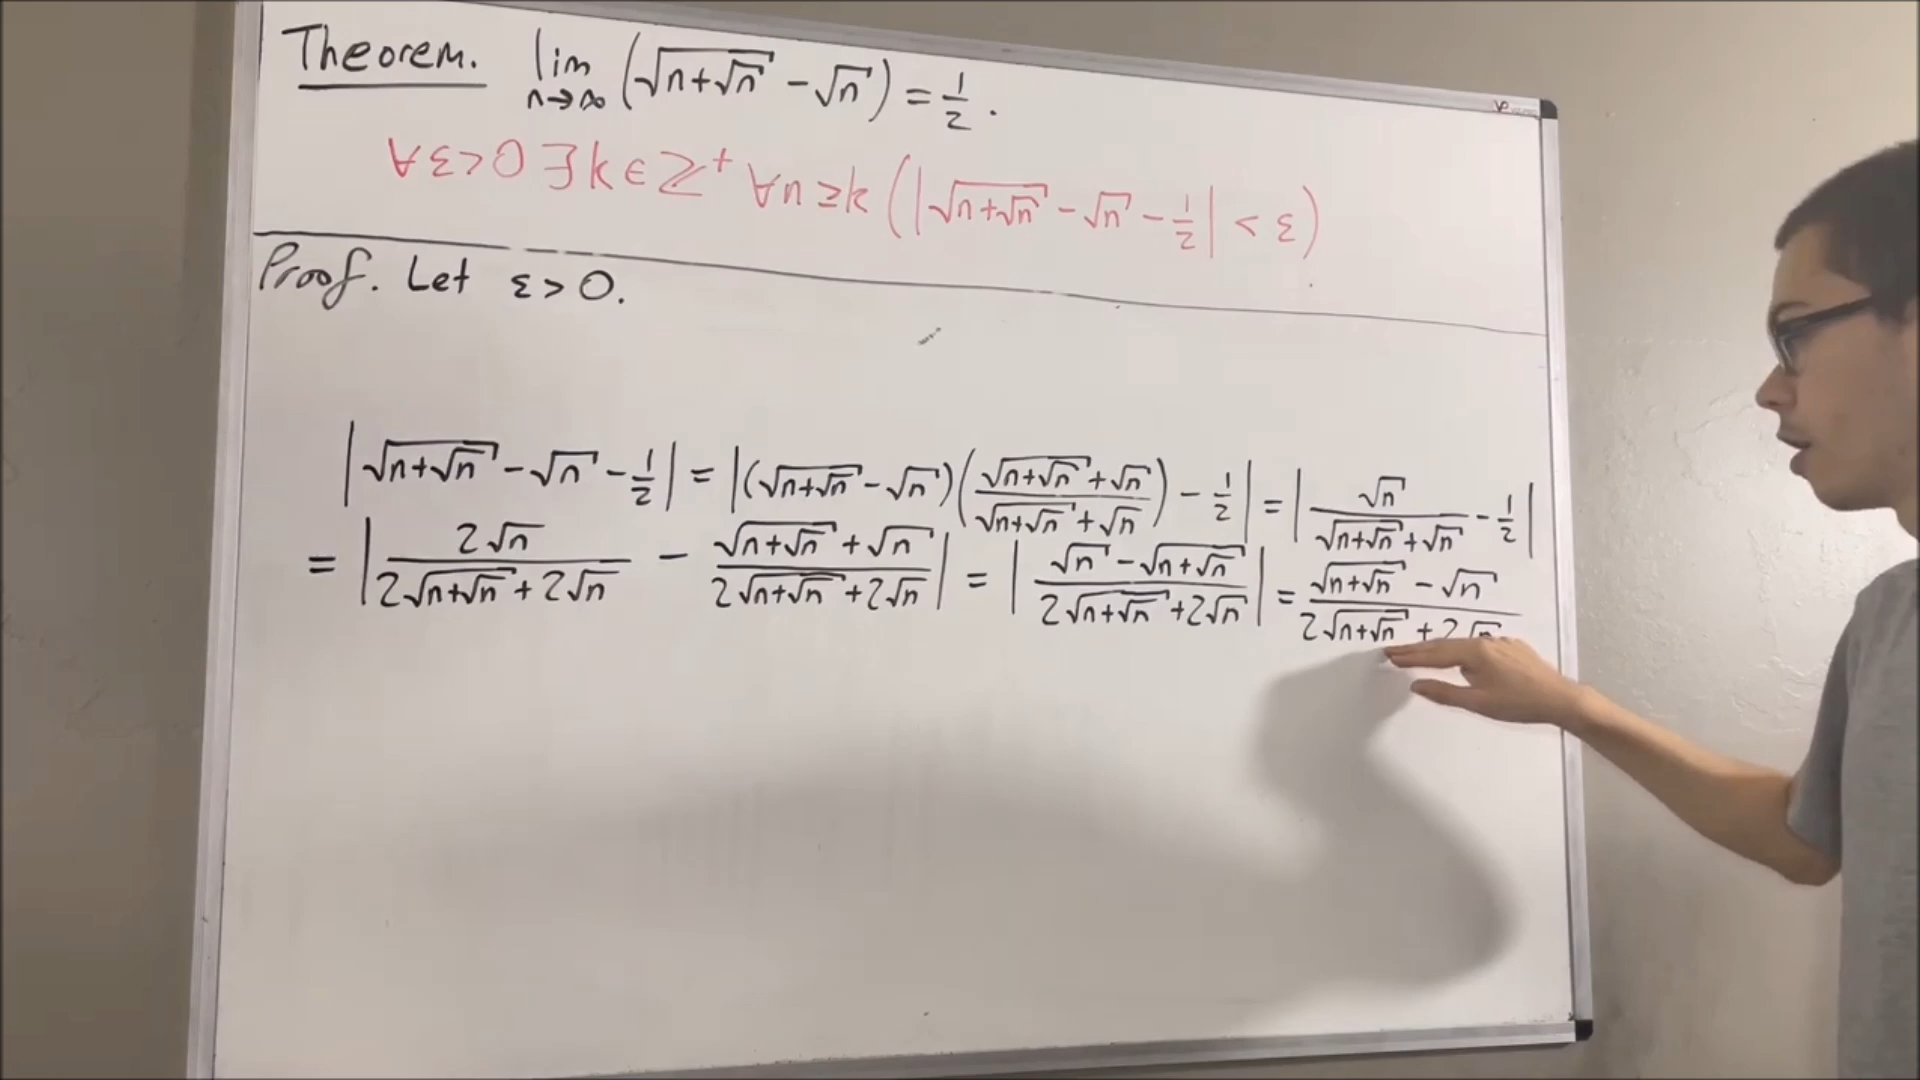 Theorem. lim n→∞ (√(n+√n) - √n) = 1/2.
∀ε>0 ∃k∈ℤ⁺ ∀n≥k (|√(n+√n) - √n - 1/2| < ε)
Proof. Let ε>0.
|√(n+√n) - √n - 1/2| = |(√(n+√n) - √n)((√(n+√n) + √n)/(√(n+√n) + √n)) - 1/2| = |√n/(√(n+√n) + √n) - 1/2|
= |2√n/(2√(n+√n) + 2√n) - (√(n+√n) + √n)/(2√(n+√n) + 2√n)| = |(√n - √(n+√n))/(2√(n+√n) + 2√n)| = (√(n+√n) - √n)/(2√(n+√n) + 2√n)